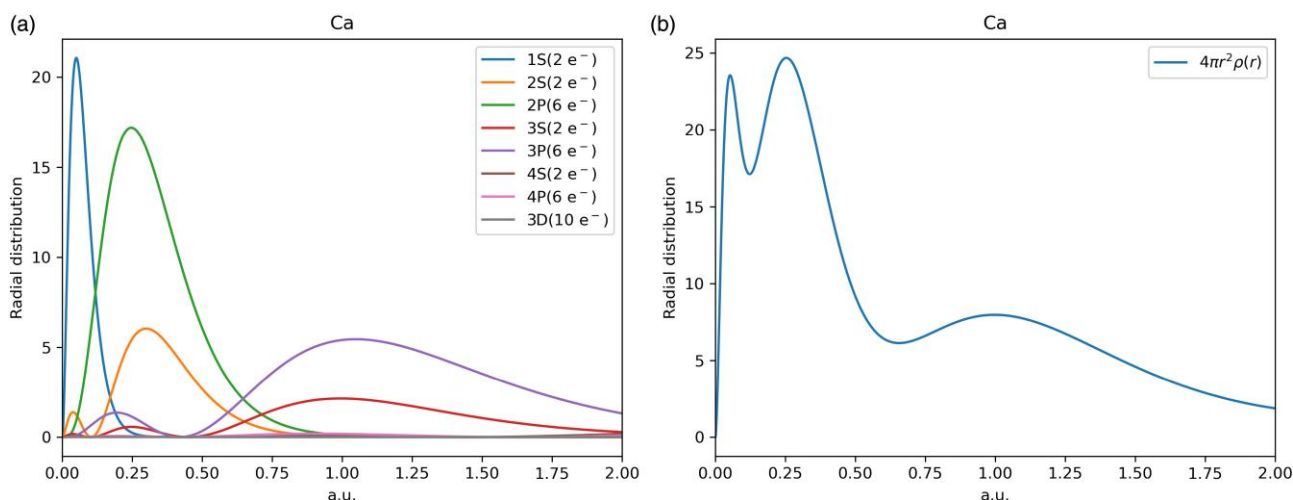 (a)
Ca
Radial distribution
20
15
10
5
0
0.00 0.25 0.50 0.75 1.00 1.25 1.50 1.75 2.00
a.u.
1S(2 e⁻)
2S(2 e⁻)
2P(6 e⁻)
3S(2 e⁻)
3P(6 e⁻)
4S(2 e⁻)
4P(6 e⁻)
3D(10 e⁻)
(b)
Ca
Radial distribution
25
20
15
10
5
0
0.00 0.25 0.50 0.75 1.00 1.25 1.50 1.75 2.00
a.u.
4πr²ρ(r)